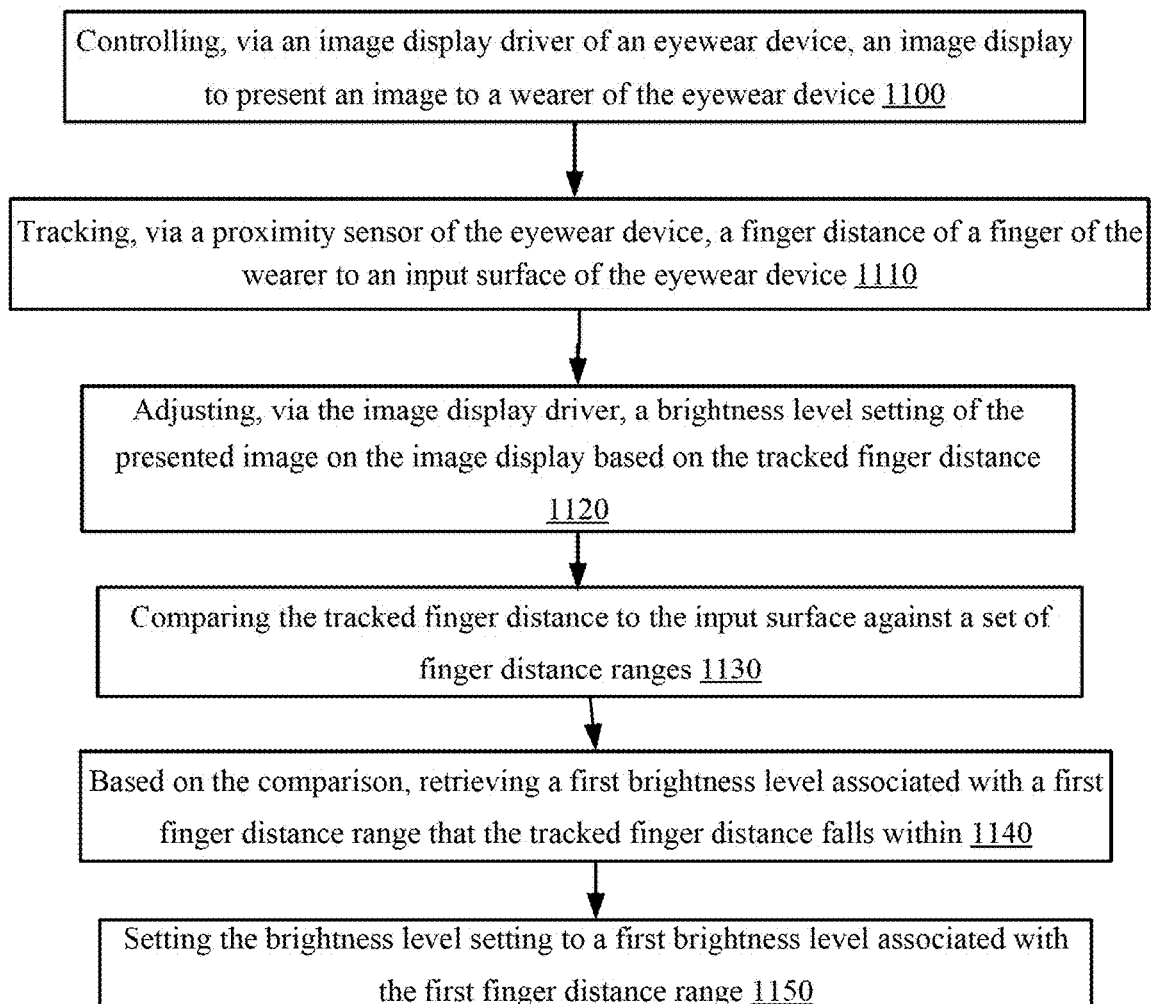 Controlling, via an image display driver of an eyewear device, an image display
to present an image to a wearer of the eyewear device 1100
Tracking, via a proximity sensor of the eyewear device, a finger distance of a finger of the
wearer to an input surface of the eyewear device 1110
Adjusting, via the image display driver, a brightness level setting of the
presented image on the image display based on the tracked finger distance
1120
Comparing the tracked finger distance to the input surface against a set of
finger distance ranges 1130
Based on the comparison, retrieving a first brightness level associated with a first
finger distance range that the tracked finger distance falls within 1140
Setting the brightness level setting to a first brightness level associated with
the first finger distance range 1150